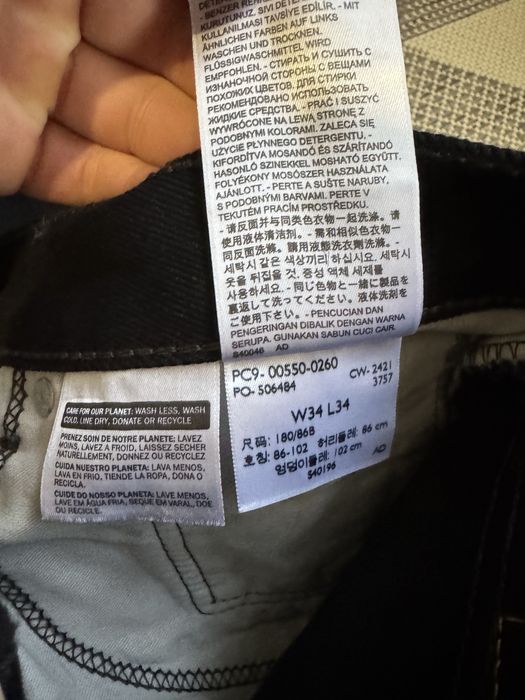 - BENZER
KURUTUNUZ. SIVI
KULLANILMASI TAVSİYE EDİLİR. - MIT
ÄHNLICHEN FARBEN AUF LINKS
WASCHEN UND TROCKNEN.
FLÜSSIGWASCHMITTEL WIRD
EMPFOHLEN. - СТИРАТЬ И СУШИТЬ С
ИЗНАНОЧНОЙ СТОРОНЫ С ВЕЩАМИ
ПОХОЖИХ ЦВЕТОВ. ДЛЯ СТИРКИ
РЕКОМЕНДОВАНО ИСПОЛЬЗОВАТЬ
ЖИДКИЕ СРЕДСТВА. - PRAĆ I SUSZYĆ
WYWRÓCONE NA LEWĄ STRONĘ Z
PODOBNYMI KOLORAMI. ZALECA SIĘ
UŻYCIE PŁYNNEGO DETERGENTU. -
KIFORDÍTVA MOSANDÓ ÉS SZÁRÍTANDÓ
HASONLÓ SZINEKKEL MOSHATÓ EGYÜTT.
FOLYÉKONY MOSÓSZER HASZNÁLATA
AJÁNLOTT. - PERTE A SUŠTE NARUBY,
S PODOBNÝMI BARVAMI. PERTE V
TEKUTÉM PRACÍM PROSTŘEDKU.
- 请反面并与同类色衣物一起洗涤。请
使用液体清洁剂。- 需和相似色衣物一
同反面洗滌。請用液態洗衣劑洗滌。-
세탁시 같은 색상끼리 하십시요. 세탁시
옷을 뒤집을 것. 중성 액체 세제를
사용하세요. - 同じ色物と一緒に製品を
裏返して洗ってください。液体洗剤をご
ご使用下さい。- PENCUCIAN DAN
PENGERINGAN DIBALIK DENGAN WARNA
SERUPA. GUNAKAN SABUN CUCI CAIR.
S40046 AD
PC9- 00550-0260
PO- 506484
CW- 2421
3757
W34 L34
尺码: 180/86B
호칭: 86-102 허리둘레: 86 cm
엉덩이둘레: 102 cm
S40196 AD
CARE FOR OUR PLANET: WASH LESS, WASH
COLD, LINE DRY, DONATE OR RECYCLE
PRENEZ SOIN DE NOTRE PLANETE: LAVEZ
MOINS, LAVEZ A FROID, LAISSEZ SECHER
NATURELLEMENT, DONNEZ OU RECYCLEZ
CUIDA NUESTRO PLANETA: LAVA MENOS,
LAVA EN FRIO, TIENDE LA ROPA, DONA O
RECICLA.
CUIDE DO NOSSO PLANETA: LAVE MENOS,
LAVE EM ÁGUA FRIA, SEQUE EM VARAL, DOE
OU RECICLE.